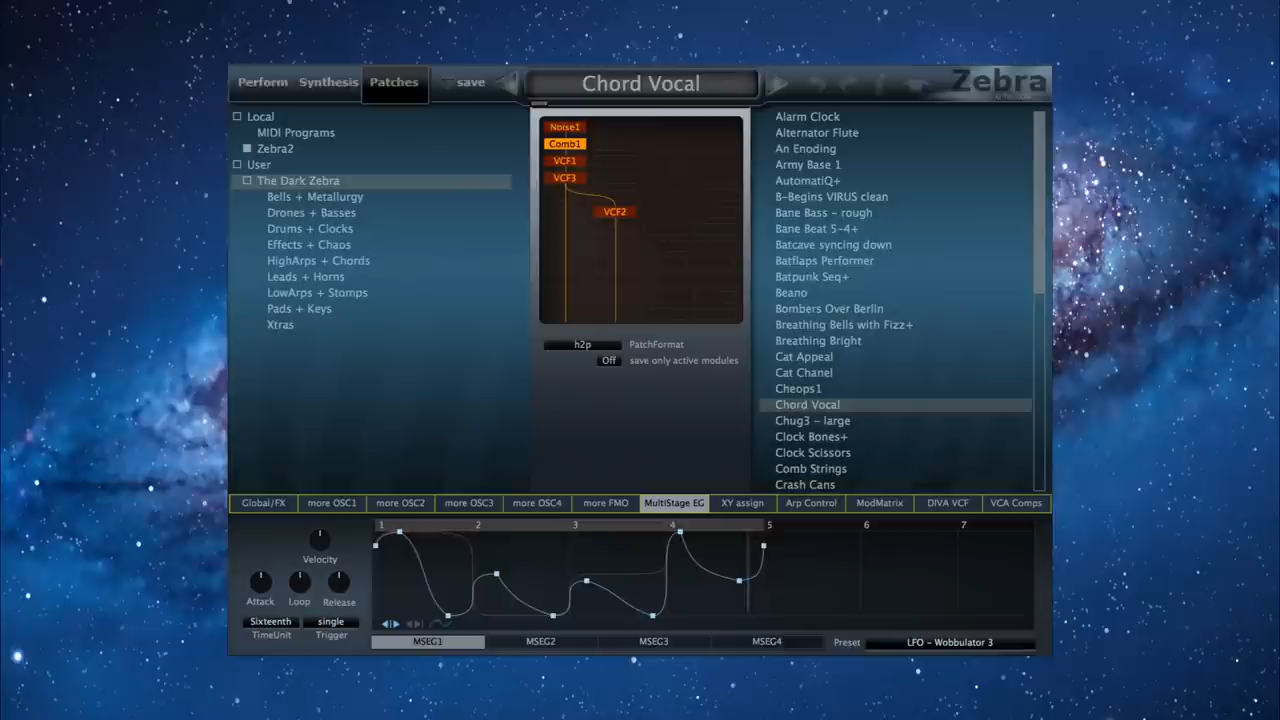 Perform Synthesis Patches save Chord Vocal Zebra
Local
MIDI Programs
Zebra2
User
The Dark Zebra
Bells + Metallurgy
Drones + Basses
Drums + Clocks
Effects + Chaos
HighArps + Chords
Leads + Horns
LowArps + Stomps
Pads + Keys
Xtras
Noise1
Comb1
VCF1
VCF3
VCF2
h2p PatchFormat
Off save only active modules
Alarm Clock
Alternator Flute
An Enoding
Army Base 1
AutomatiQ+
B-Begins VIRUS clean
Bane Bass - rough
Bane Beat 5-4+
Batcave syncing down
Batflaps Performer
Batpunk Seq+
Beano
Bombers Over Berlin
Breathing Bells with Fizz+
Breathing Bright
Cat Appeal
Cat Chanel
Cheops1
Chord Vocal
Chug3 - large
Clock Bones+
Clock Scissors
Comb Strings
Crash Cans
Global/FX more OSC1 more OSC2 more OSC3 more OSC4 more FMO MultiStage EG XY assign Arp Control ModMatrix DIVA VCF VCA Comps
Velocity
Attack Loop Release
Sixteenth single
TimeUnit Trigger
1 2 3 4 5 6 7
MSEG1 MSEG2 MSEG3 MSEG4 Preset LFO - Wobbulator 3